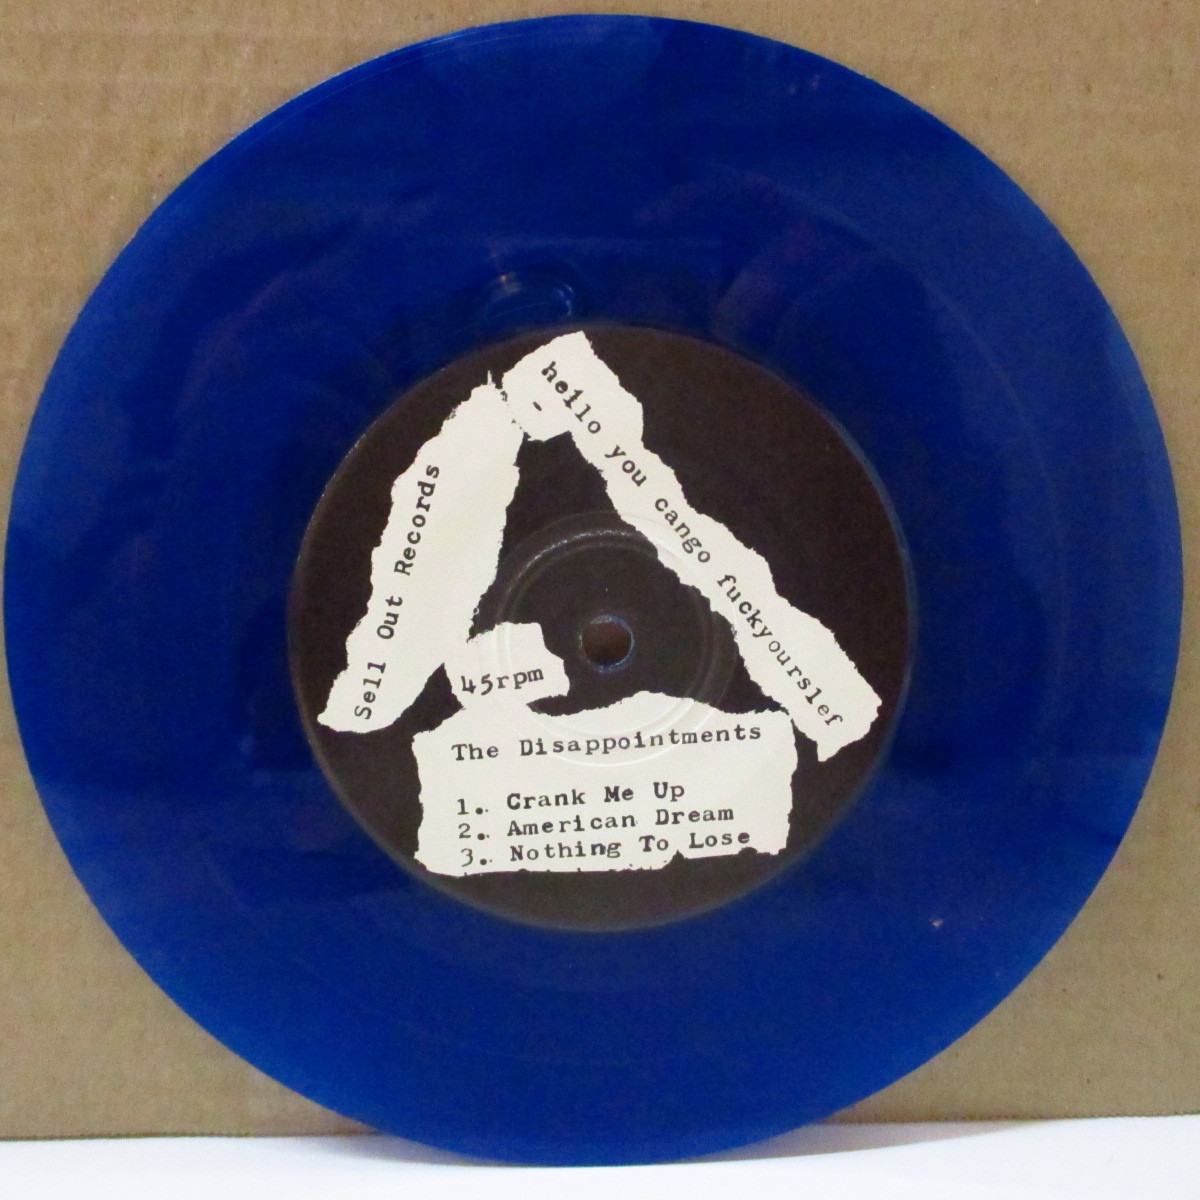 hello you cango fuckyourslef
-
Sell Out Records
45rpm
The Disappointments
1. Crank Me Up
2. American Dream
3. Nothing To Lose